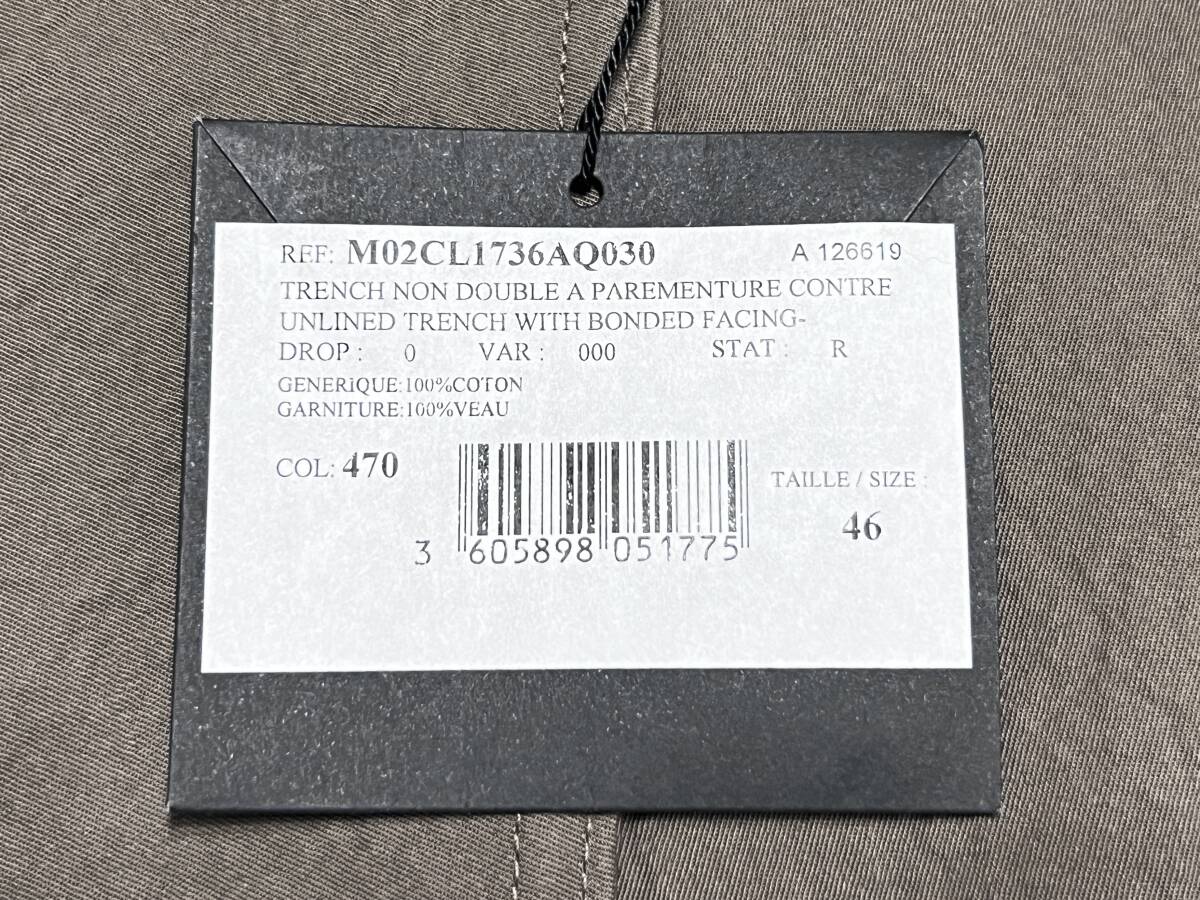 REF: M02CL1736AQ030 A 126619
TRENCH NON DOUBLE A PAREMENTURE CONTRE
UNLINED TRENCH WITH BONDED FACING-
DROP : 0 VAR : 000 STAT : R
GENERIQUE:100%COTON
GARNITURE:100%VEAU
COL: 470
TAILLE / SIZE :
46
3 605898 051775